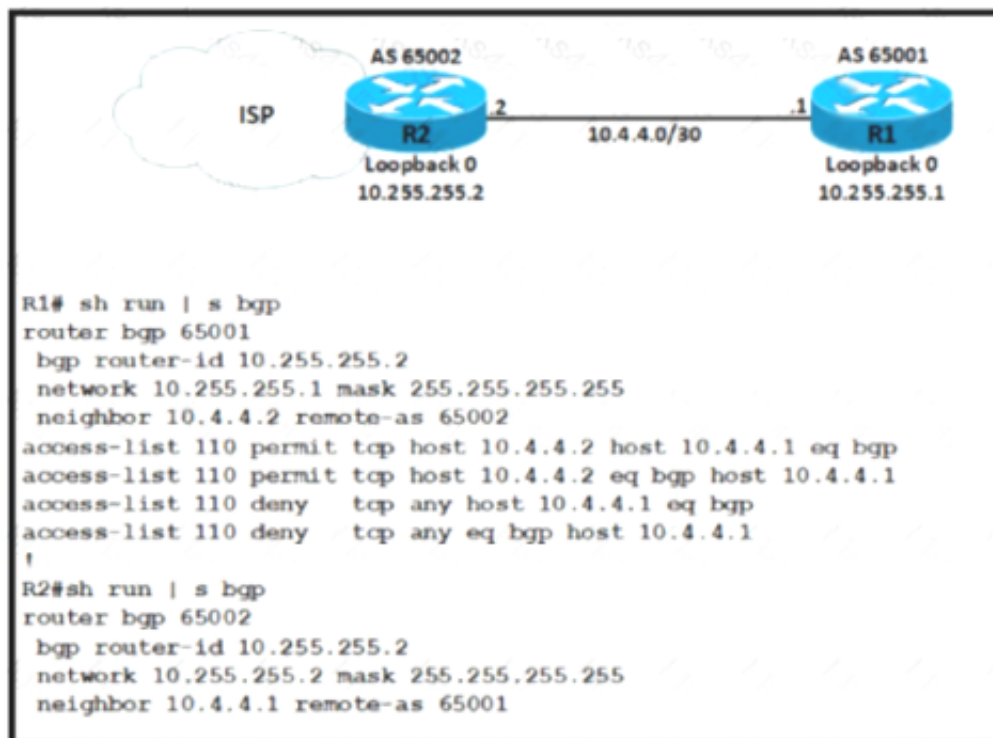 AS 65002
AS 65001
ISP
.2
.1
R2
10.4.4.0/30
R1
Loopback 0
10.255.255.2
Loopback 0
10.255.255.1
R1# sh run | s bgp
router bgp 65001
bgp router-id 10.255.255.2
network 10.255.255.1 mask 255.255.255.255
neighbor 10.4.4.2 remote-as 65002
access-list 110 permit tcp host 10.4.4.2 host 10.4.4.1 eq bgp
access-list 110 permit tcp host 10.4.4.2 eq bgp host 10.4.4.1
access-list 110 deny tcp any host 10.4.4.1 eq bgp
access-list 110 deny tcp any eq bgp host 10.4.4.1
!
R2#sh run | s bgp
router bgp 65002
bgp router-id 10.255.255.2
network 10.255.255.2 mask 255.255.255.255
neighbor 10.4.4.1 remote-as 65001